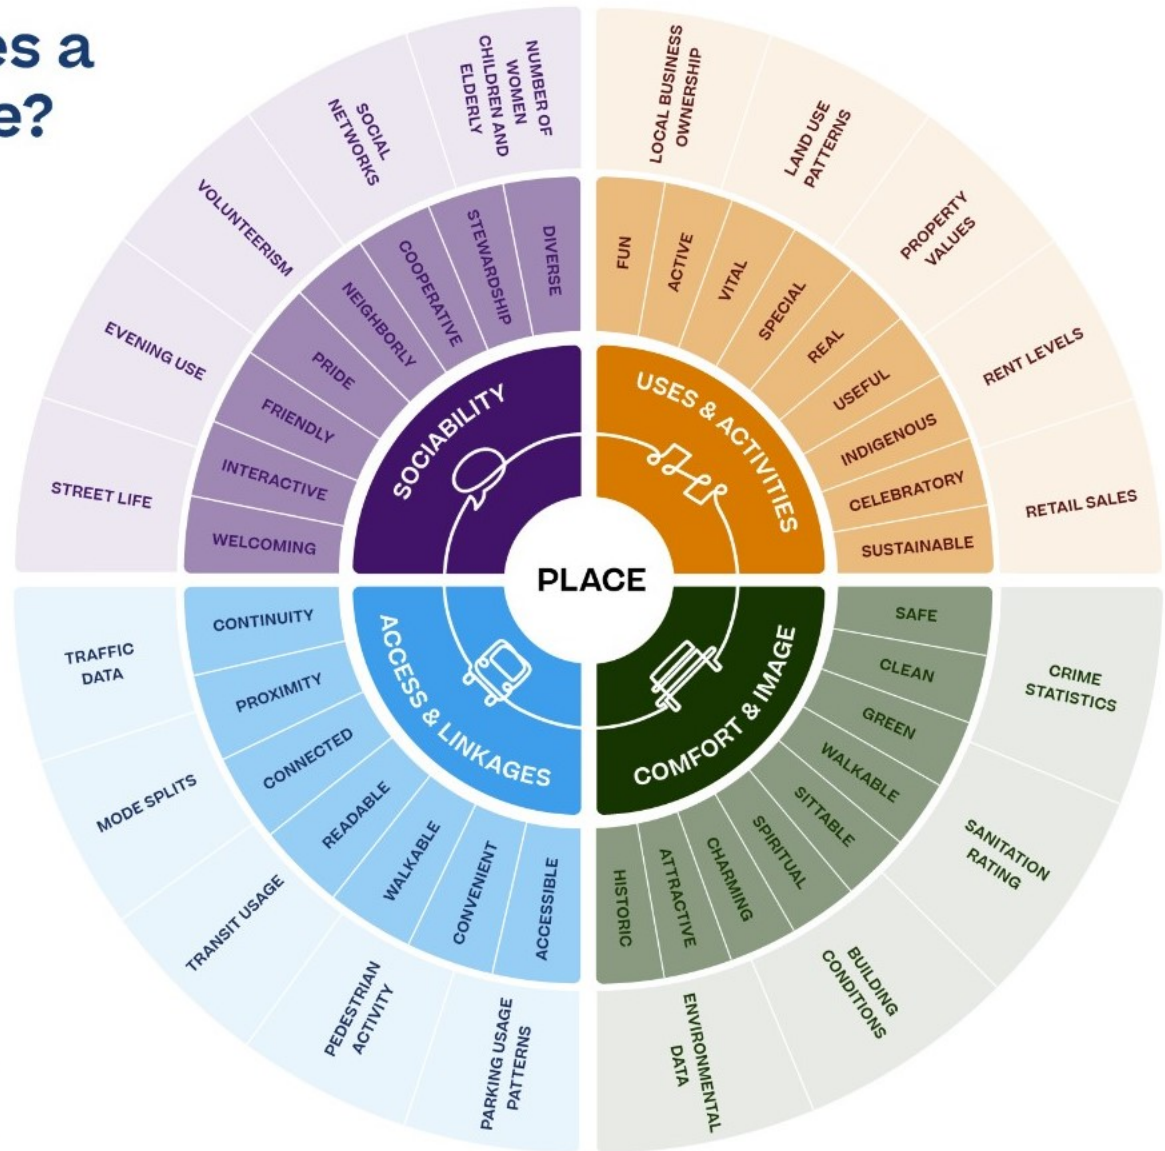 es a
e?
NUMBER OF
WOMEN
CHILDREN AND
ELDERLY
SOCIAL
NETWORKS
VOLUNTEERISM
EVENING USE
STREET LIFE
DIVERSE
STEWARDSHIP
COOPERATIVE
NEIGHBORLY
PRIDE
FRIENDLY
INTERACTIVE
WELCOMING
SOCIABILITY
LOCAL BUSINESS
OWNERSHIP
LAND USE
PATTERNS
PROPERTY
VALUES
RENT LEVELS
RETAIL SALES
FUN
ACTIVE
VITAL
SPECIAL
REAL
USEFUL
INDIGENOUS
CELEBRATORY
SUSTAINABLE
USES & ACTIVITIES
PLACE
ACCESS & LINKAGES
CONTINUITY
PROXIMITY
CONNECTED
READABLE
WALKABLE
CONVENIENT
ACCESSIBLE
TRAFFIC
DATA
MODE SPLITS
TRANSIT USAGE
PEDESTRIAN
ACTIVITY
PARKING USAGE
PATTERNS
COMFORT & IMAGE
SAFE
CLEAN
GREEN
WALKABLE
SITTABLE
SPIRITUAL
CHARMING
ATTRACTIVE
HISTORIC
CRIME
STATISTICS
SANITATION
RATING
BUILDING
CONDITIONS
ENVIRONMENTAL
DATA